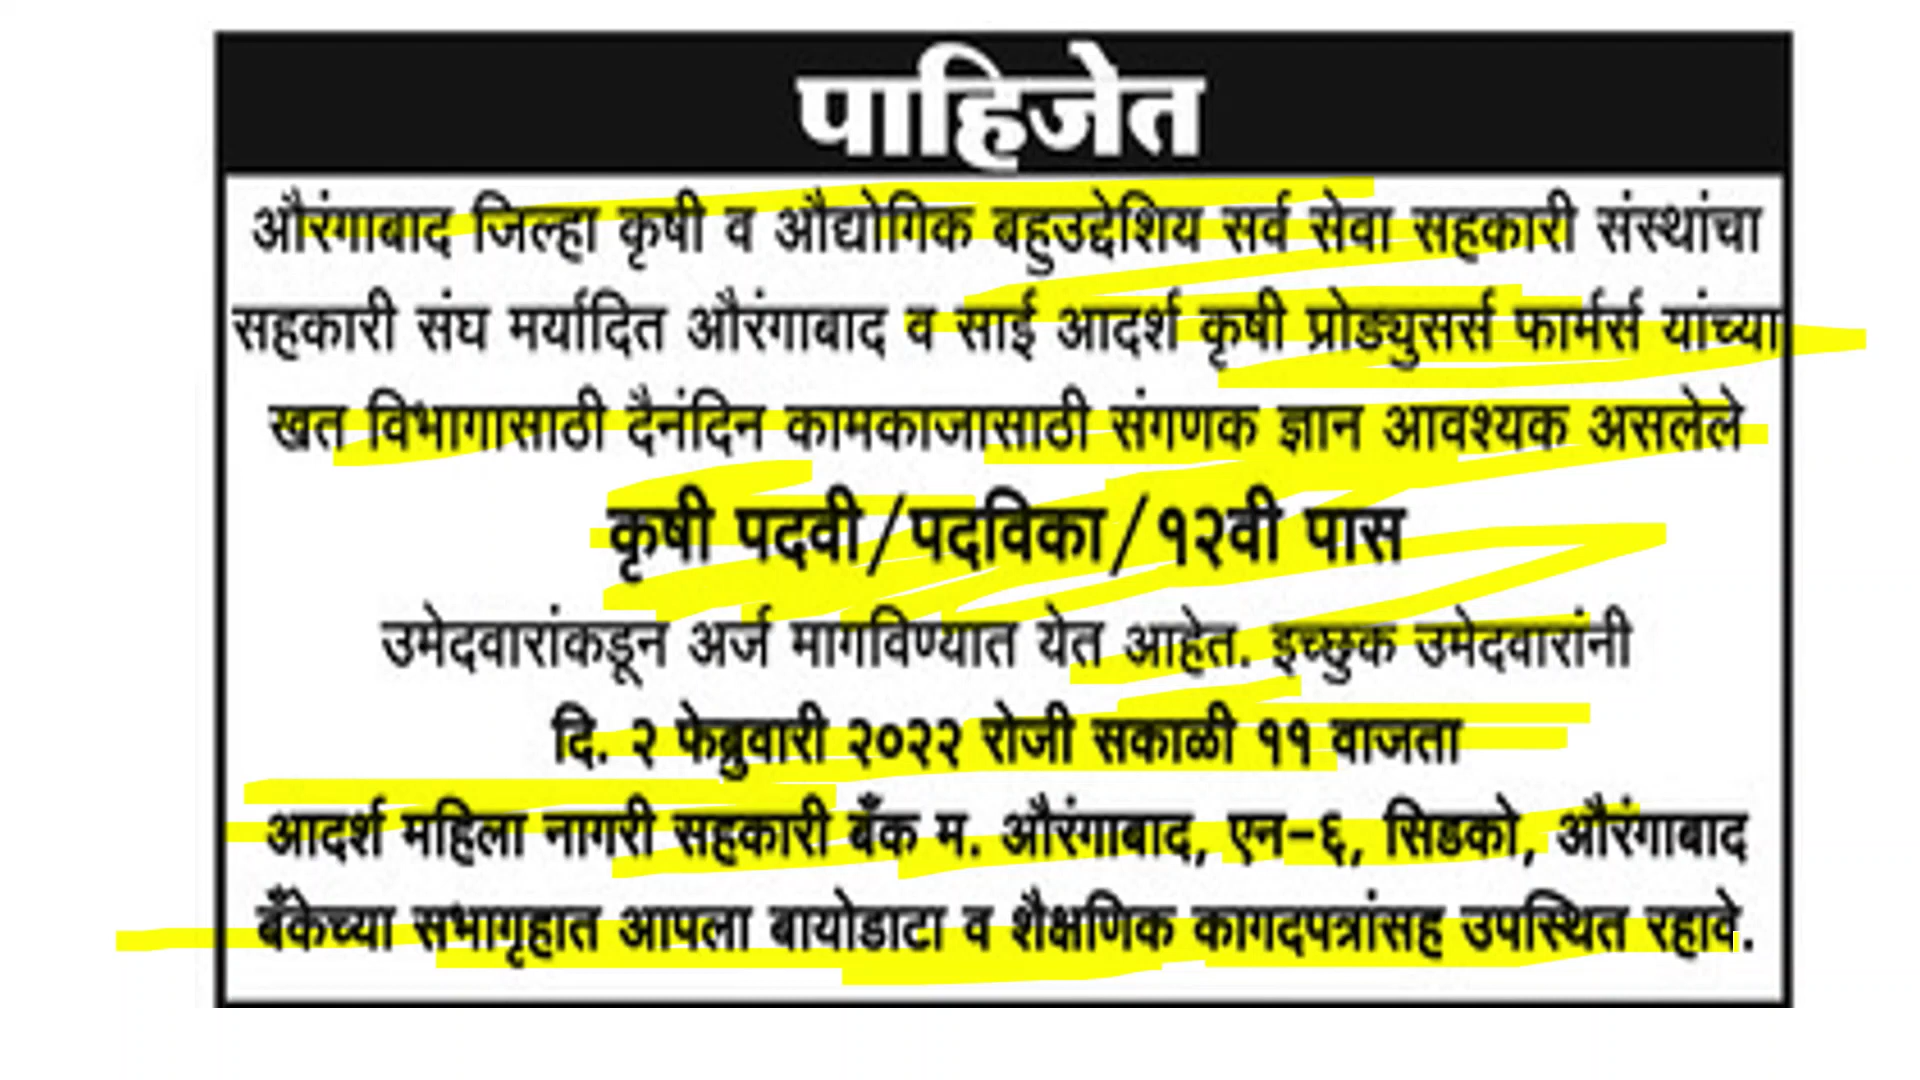 पाहिजेत
औरंगाबाद जिल्हा कृषी व औद्योगिक बहुउद्देशिय सर्व सेवा सहकारी संस्थांचा
सहकारी संघ मर्यादित औरंगाबाद व साई आदर्श कृषी प्रोड्युसर्स फार्मर्स यांच्या
खत विभागासाठी दैनंदिन कामकाजासाठी संगणक ज्ञान आवश्यक असलेले
कृषी पदवी/पदविका/१२वी पास
उमेदवारांकडून अर्ज मागविण्यात येत आहेत. इच्छुक उमेदवारांनी
दि. २ फेब्रुवारी २०२२ रोजी सकाळी ११ वाजता
आदर्श महिला नागरी सहकारी बँक म. औरंगाबाद, एन-६, सिडको, औरंगाबाद
बँकेच्या सभागृहात आपला बायोडाटा व शैक्षणिक कागदपत्रांसह उपस्थित रहावे.